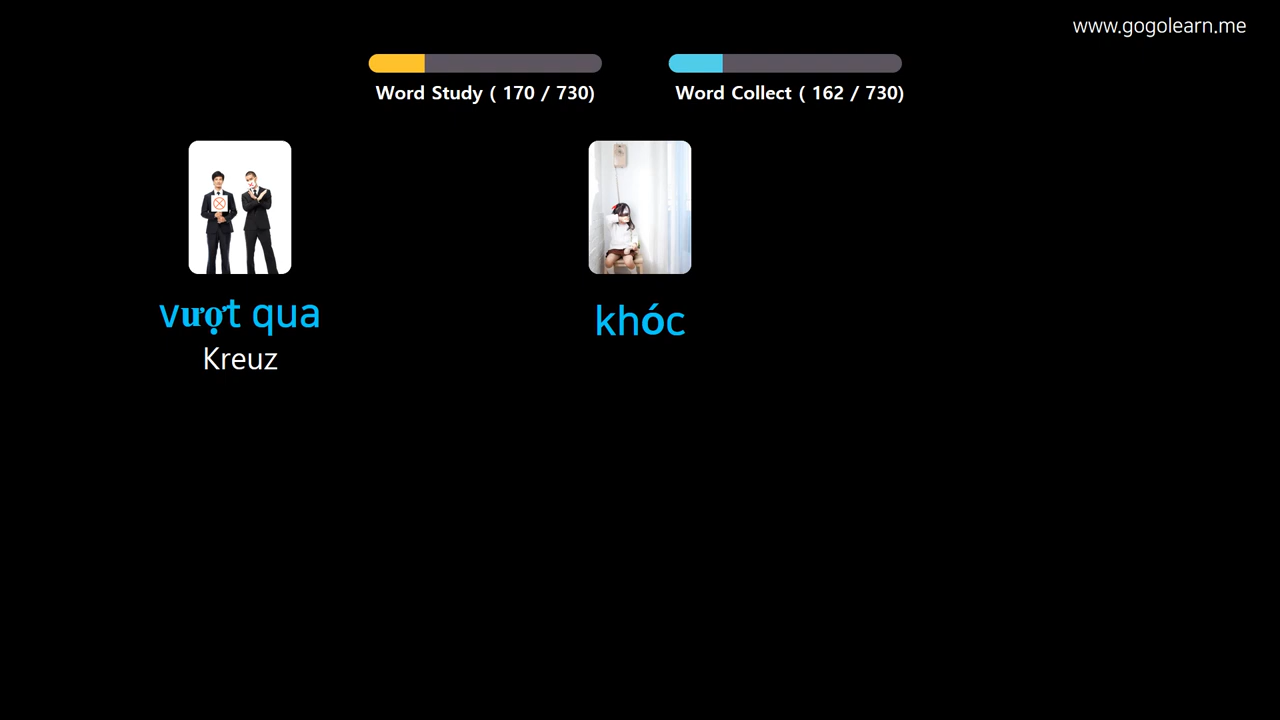 www.gogolearn.me
Word Study ( 170 / 730)
Word Collect ( 162 / 730)
vượt qua
Kreuz
khóc